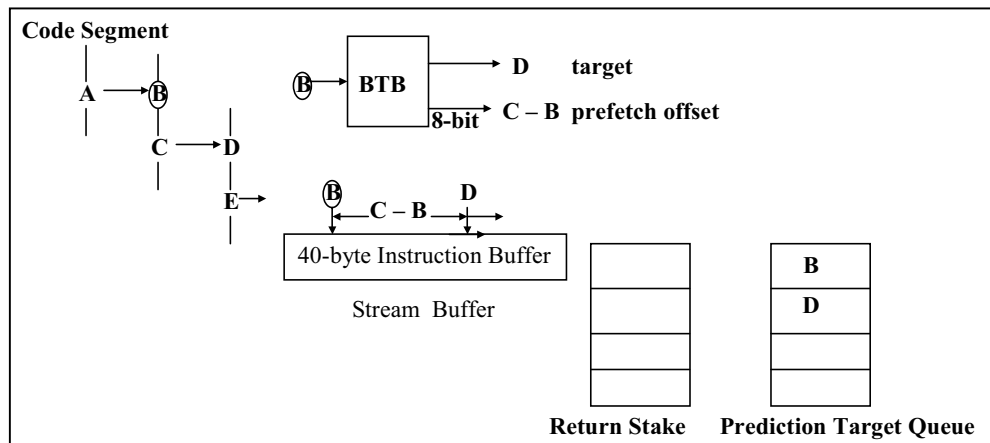 Code Segment
A
B
C
D
E
B
BTB
D target
8-bit
C – B prefetch offset
B
D
C – B
40-byte Instruction Buffer
Stream Buffer
B
D
Return Stake
Prediction Target Queue